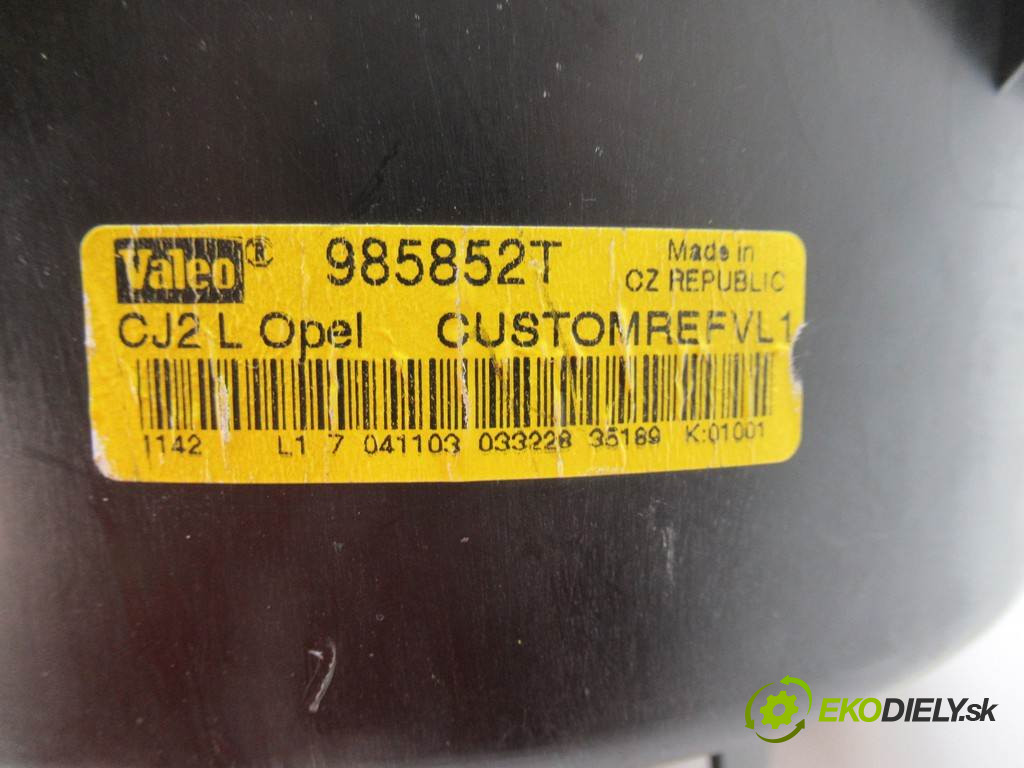 Valeo® 985852T Made in
CZ REPUBLIC
CJ2 L Opel CUSTOMREFVL1
1142 L1 7 041103 033228 35189 K:01001
EKODIELY.sk